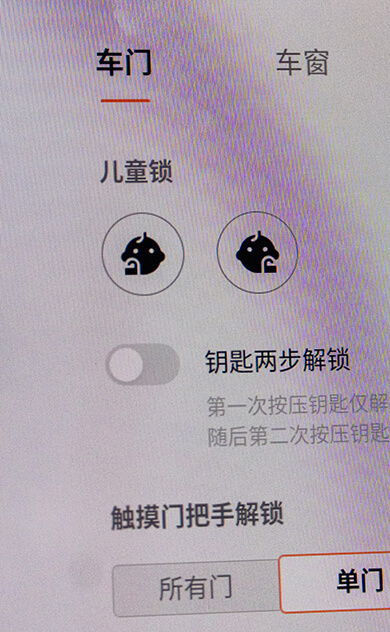 车门 车窗
儿童锁
钥匙两步解锁
第一次按压钥匙仅解
随后第二次按压钥匙
触摸门把手解锁
所有门 单门